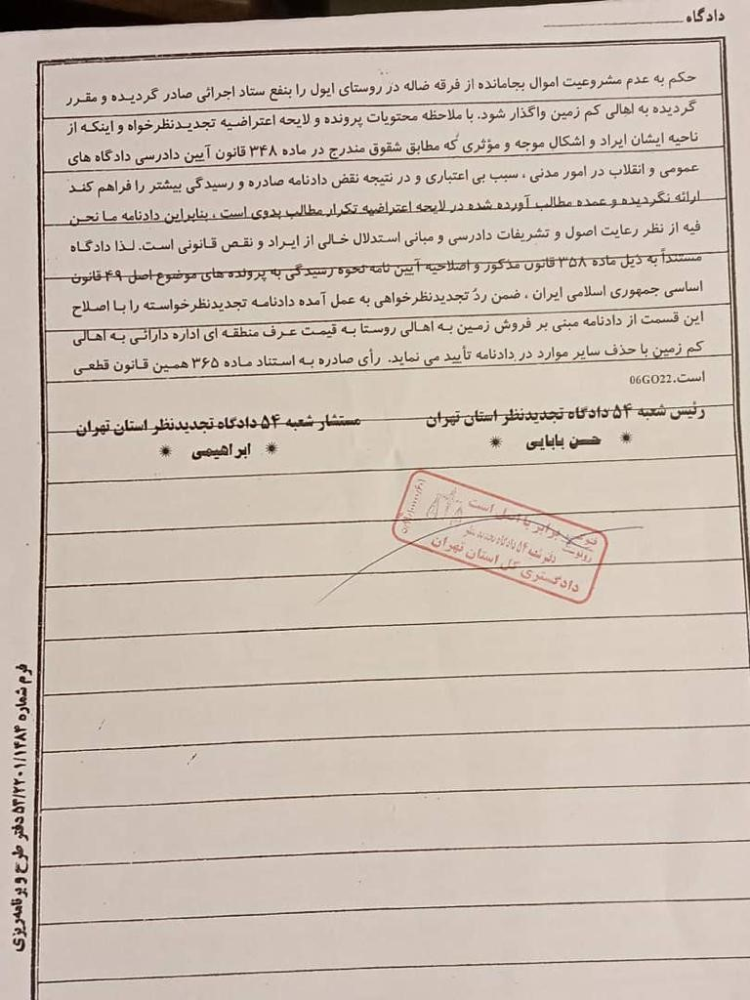 دادگاه
حکم به عدم مشروعیت اموال بجامانده از فرقه ضاله در روستای ایول را بنفع ستاد اجرائی صادر گردیده و مقرر
گردیده به اهالی کم زمین واگذار شود. با ملاحظه محتویات پرونده و لایحه اعتراضیه تجدیدنظرخواه و اینکه از
ناحیه ایشان ایراد و اشکال موجه و مؤثری که مطابق شقوق مندرج در ماده ۳۴۸ قانون آیین دادرسی دادگاه های
عمومی و انقلاب در امور مدنی ، سبب بی اعتباری و در نتیجه نقض دادنامه صادره و رسیدگی بیشتر را فراهم کند
ارائه نگردیده و عمده مطالب آورده شده در لایحه اعتراضیه تکرار مطالب بدوی است ، بنابراین دادنامه ما نحن
فیه از نظر رعایت اصول و تشریفات دادرسی و مبانی استدلال خالی از ایراد و نقص قانونی است. لذا دادگاه
مستنداً به ذیل ماده ۳۵۸ قانون مذکور و اصلاحیه آیین نامه نحوه رسیدگی به پرونده های موضوع اصل ۴۹ قانون
اساسی جمهوری اسلامی ایران ، ضمن ردّ تجدیدنظرخواهی به عمل آمده دادنامه تجدیدنظرخواسته را با اصلاح
این قسمت از دادنامه مبنی بر فروش زمین به اهالی روستا به قیمت عرف منطقه ای اداره دارائی به اهالی
کم زمین با حذف سایر موارد در دادنامه تأیید می نماید. رأی صادره به استناد ماده ۳۶۵ همین قانون قطعی
است.06GO22
رئیس شعبه ۵۴ دادگاه تجدیدنظر استان تهران
مستشار شعبه ۵۴ دادگاه تجدیدنظر استان تهران
* حسن بابایی *
* ابراهیمی *
برابر با اصل است
رونوشت
دفتر شعبه ۵۴ دادگاه تجدید نظر
دادگستری کل استان تهران
فرم شماره ۵۳/۲۲۰۱/۱۴۸۴ دفتر طرح و برنامه‌ریزی